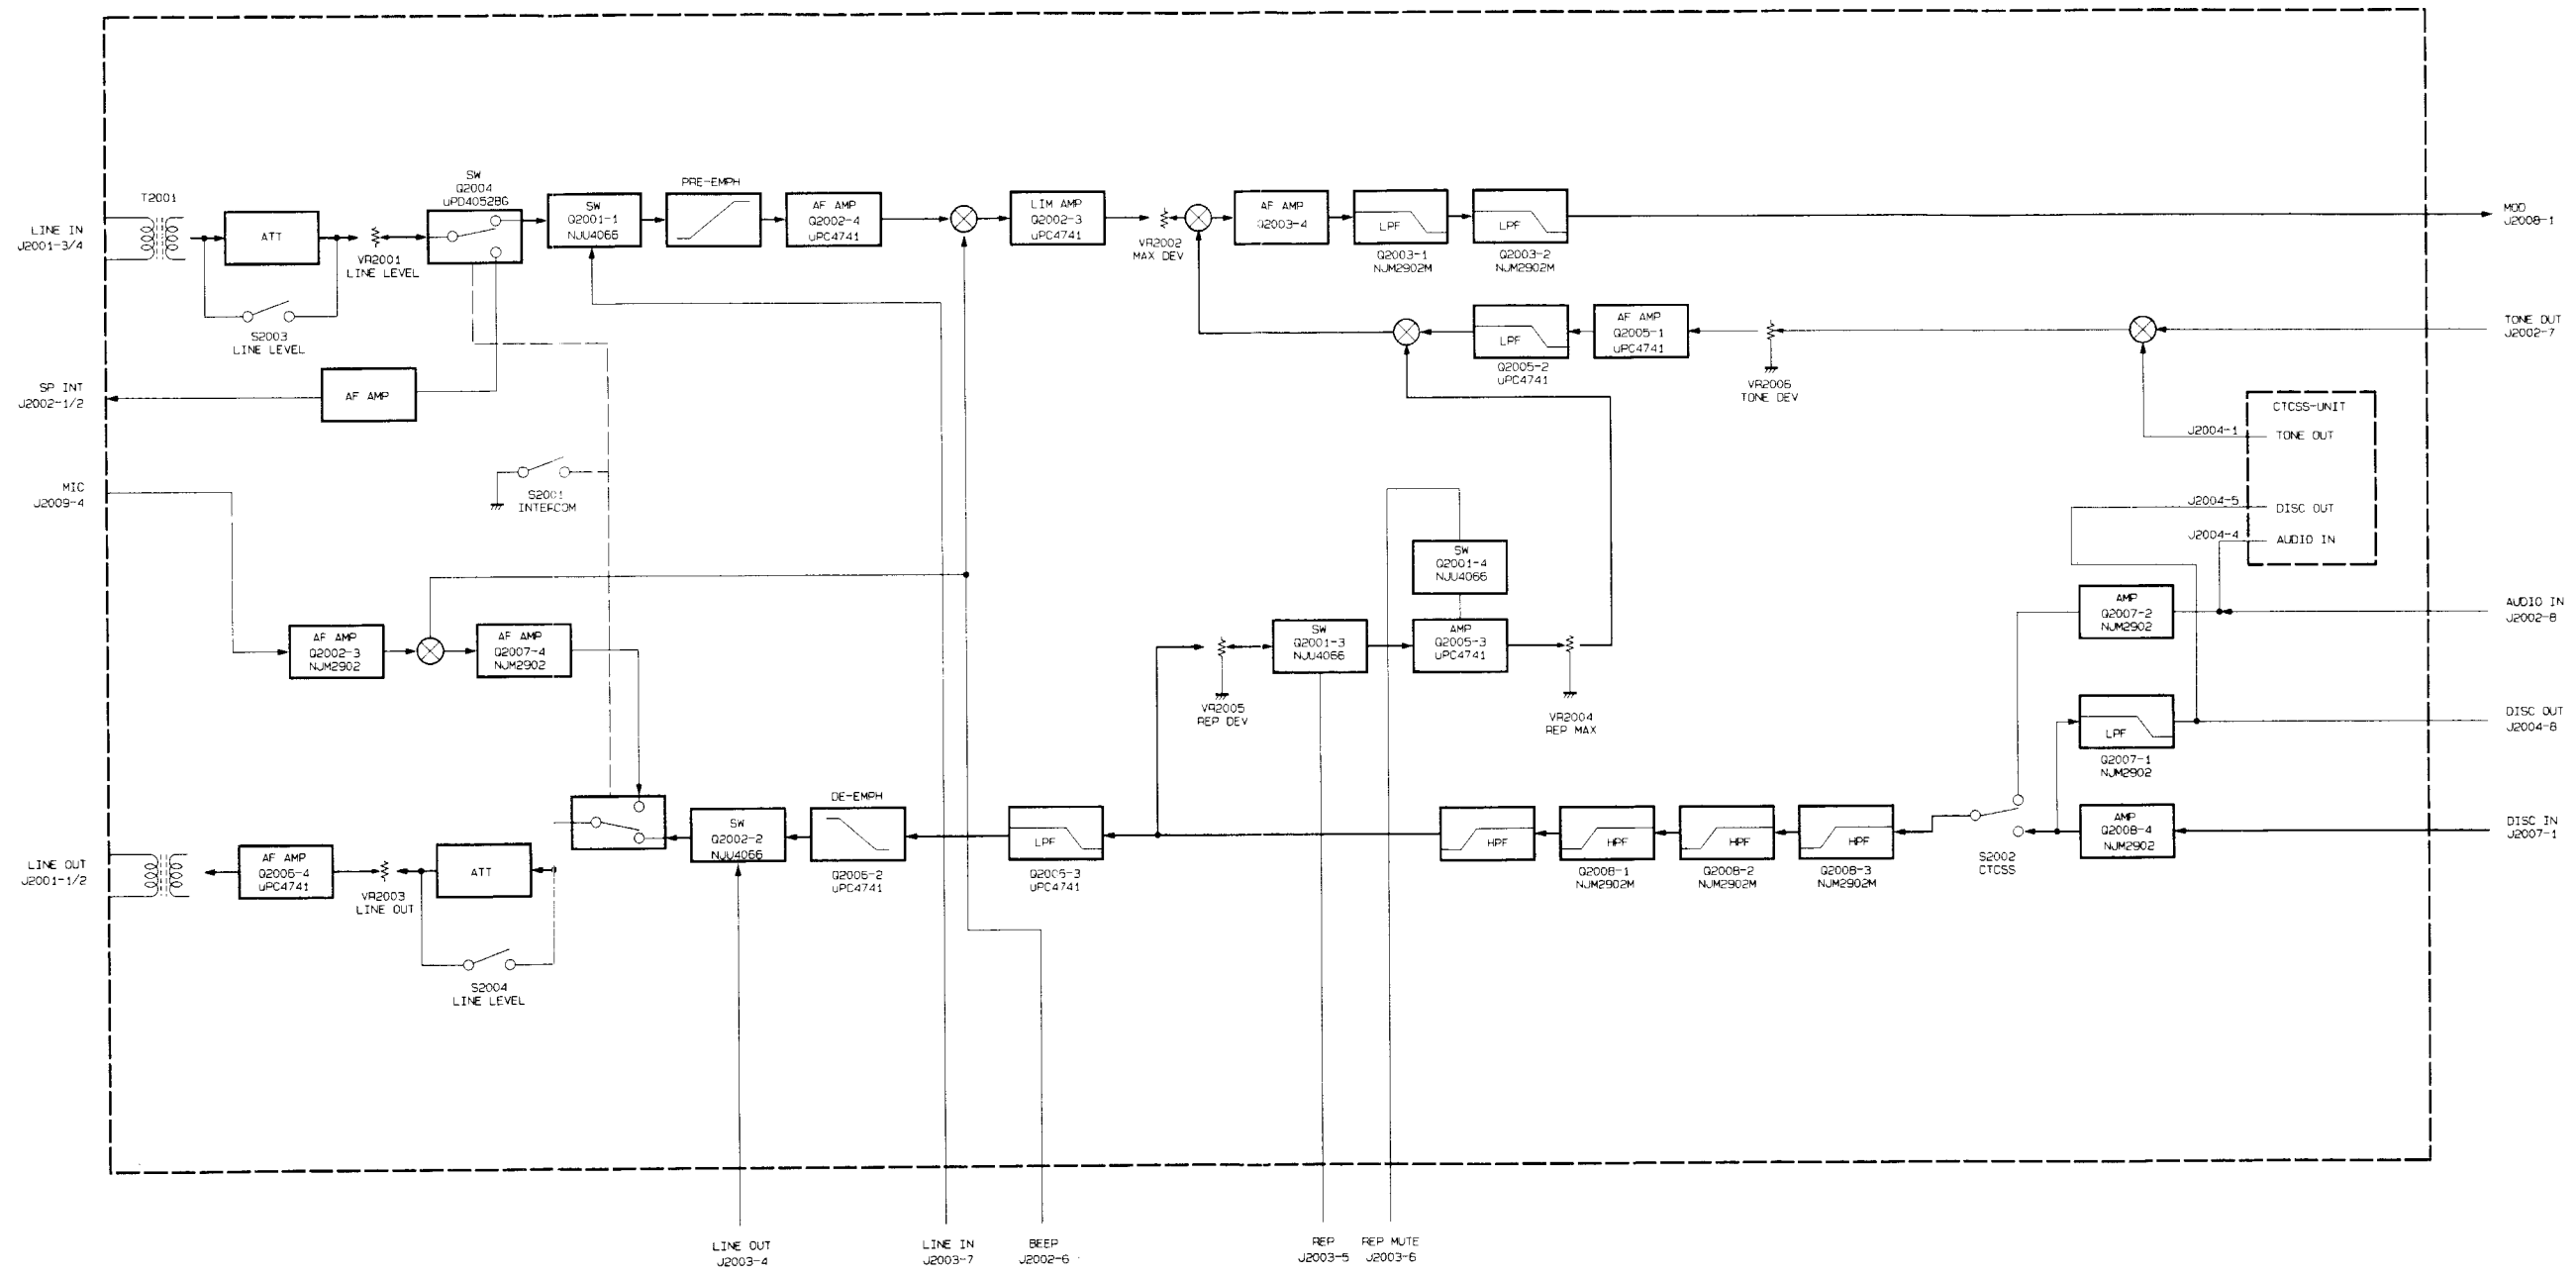 T2001
LINE IN
J2001-3/4
ATT
S2003
LINE LEVEL
VR2001
LINE LEVEL
SW
Q2004
uPD4052BG
SW
Q2001-1
NJU4066
PRE-EMPH
AF AMP
Q2002-4
uPC4741
LIM AMP
Q2002-3
uPC4741
VR2002
MAX DEV
AF AMP
Q2003-4
LPF
Q2003-1
NJM2902M
LPF
Q2003-2
NJM2902M
MOD
J2008-1
LPF
Q2005-2
uPC4741
AF AMP
Q2005-1
uPC4741
VR2006
TONE DEV
TONE OUT
J2002-7
SP INT
J2002-1/2
AF AMP
CTCSS-UNIT
J2004-1
TONE OUT
J2004-5
DISC OUT
J2004-4
AUDIO IN
MIC
J2009-4
S2001
INTERCOM
SW
Q2001-4
NJU4066
AF AMP
Q2002-3
NJM2902
AF AMP
Q2007-4
NJM2902
VR2005
REP DEV
SW
Q2001-3
NJU4066
AMP
Q2005-3
uPC4741
VR2004
REP MAX
AMP
Q2007-2
NJM2902
AUDIO IN
J2002-8
LPF
Q2007-1
NJM2902
DISC OUT
J2004-8
LINE OUT
J2001-1/2
AF AMP
Q2006-4
uPC4741
VR2003
LINE OUT
ATT
S2004
LINE LEVEL
SW
Q2002-2
NJU4066
DE-EMPH
Q2006-2
uPC4741
LPF
Q2006-3
uPC4741
HPF
HPF
Q2008-1
NJM2902M
HPF
Q2008-2
NJM2902M
HPF
Q2008-3
NJM2902M
S2002
CTCSS
AMP
Q2008-4
NJM2902
DISC IN
J2007-1
LINE OUT
J2003-4
LINE IN
J2003-7
BEEP
J2002-6
REP
J2003-5
REP MUTE
J2003-6